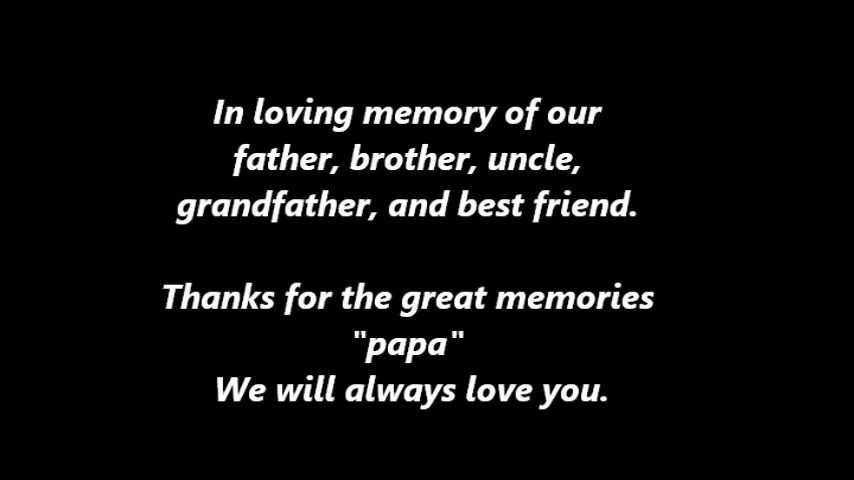 In loving memory of our
father, brother, uncle,
grandfather, and best friend.
Thanks for the great memories
"papa"
We will always love you.